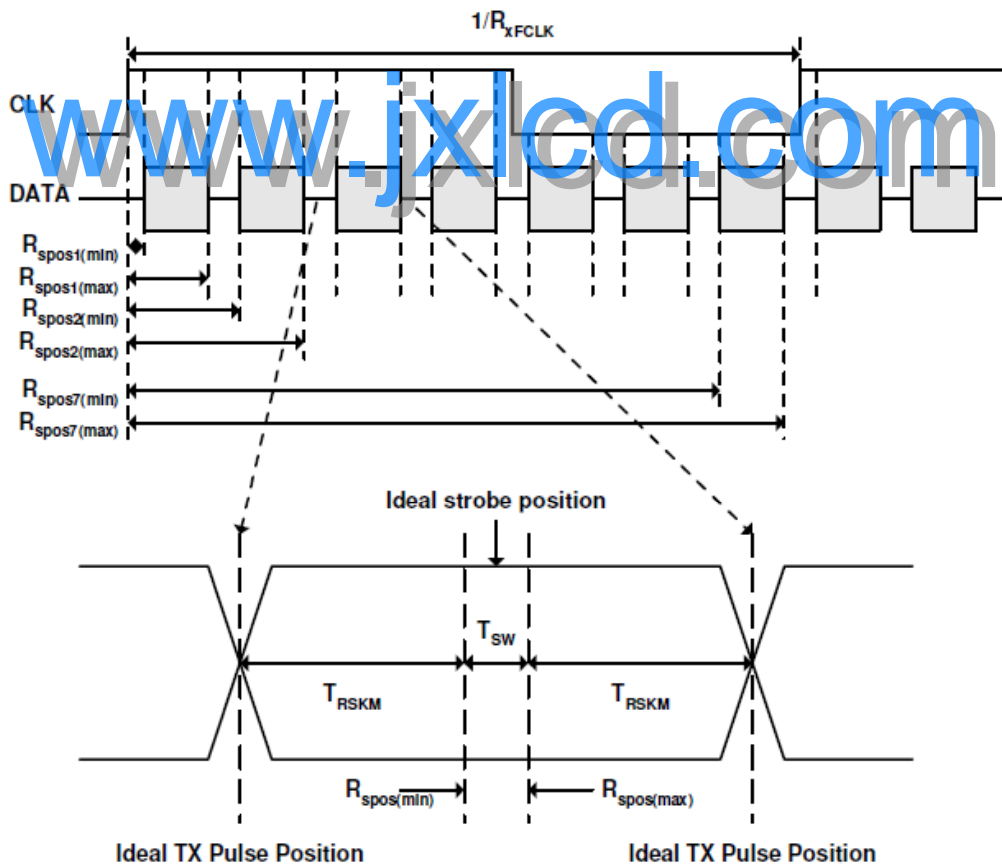 1/RxFCLK
CLK
www.jxlcd.com
DATA
Rspos1(min)
Rspos1(max)
Rspos2(min)
Rspos2(max)
Rspos7(min)
Rspos7(max)
Ideal strobe position
TSW
TRSKM TRSKM
Rspos(min) Rspos(max)
Ideal TX Pulse Position Ideal TX Pulse Position